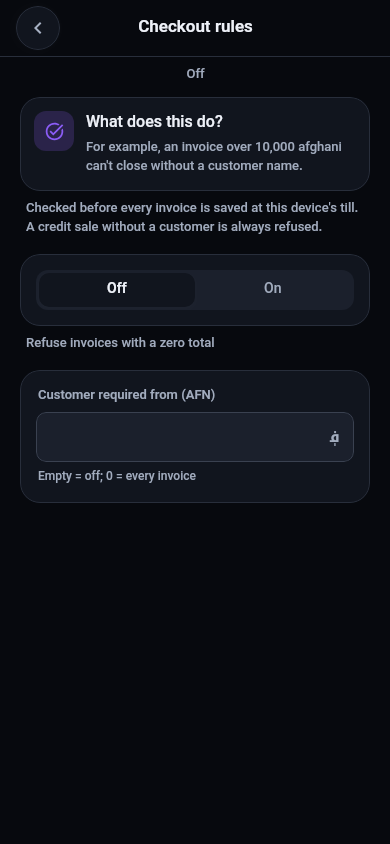 Checkout rules
Off
What does this do?
For example, an invoice over 10,000 afghani
can't close without a customer name.
Checked before every invoice is saved at this device's till.
A credit sale without a customer is always refused.
Off
On
Refuse invoices with a zero total
Customer required from (AFN)
؋
Empty = off; 0 = every invoice